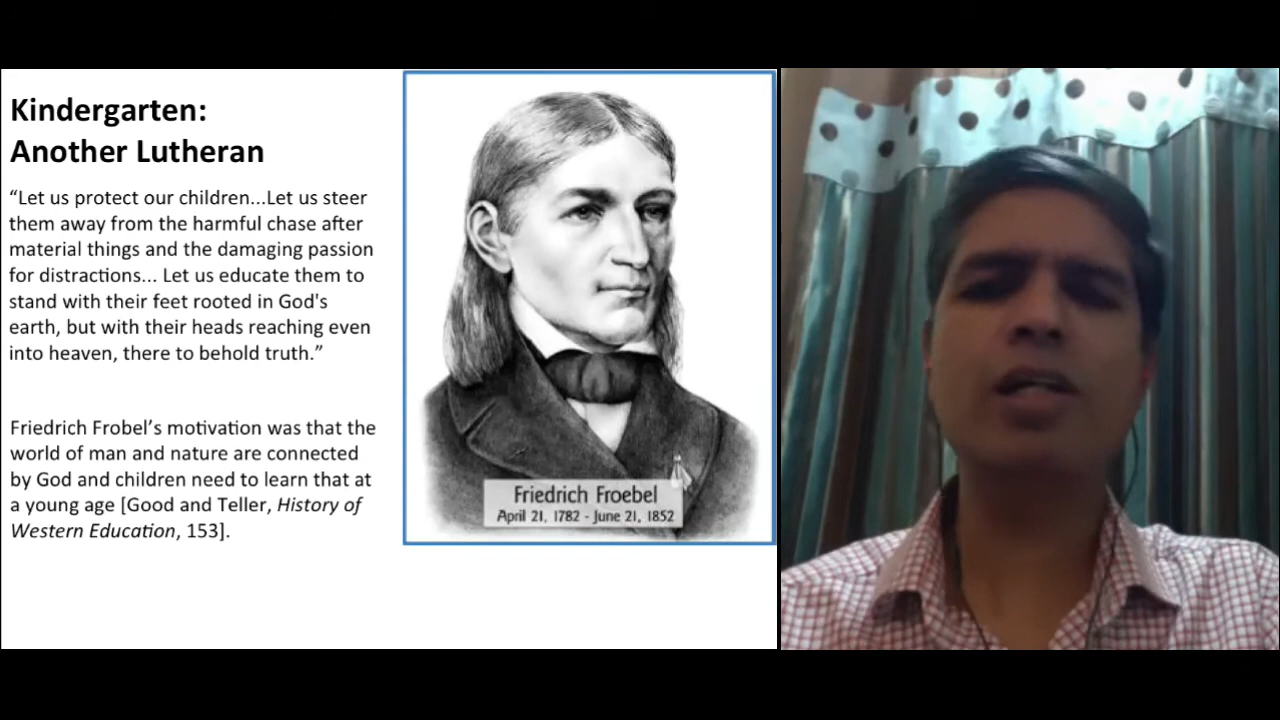 Kindergarten:
Another Lutheran
“Let us protect our children...Let us steer
them away from the harmful chase after
material things and the damaging passion
for distractions... Let us educate them to
stand with their feet rooted in God's
earth, but with their heads reaching even
into heaven, there to behold truth.”
Friedrich Frobel’s motivation was that the
world of man and nature are connected
by God and children need to learn that at
a young age [Good and Teller, History of
Western Education, 153].
Friedrich Froebel
April 21, 1782 - June 21, 1852